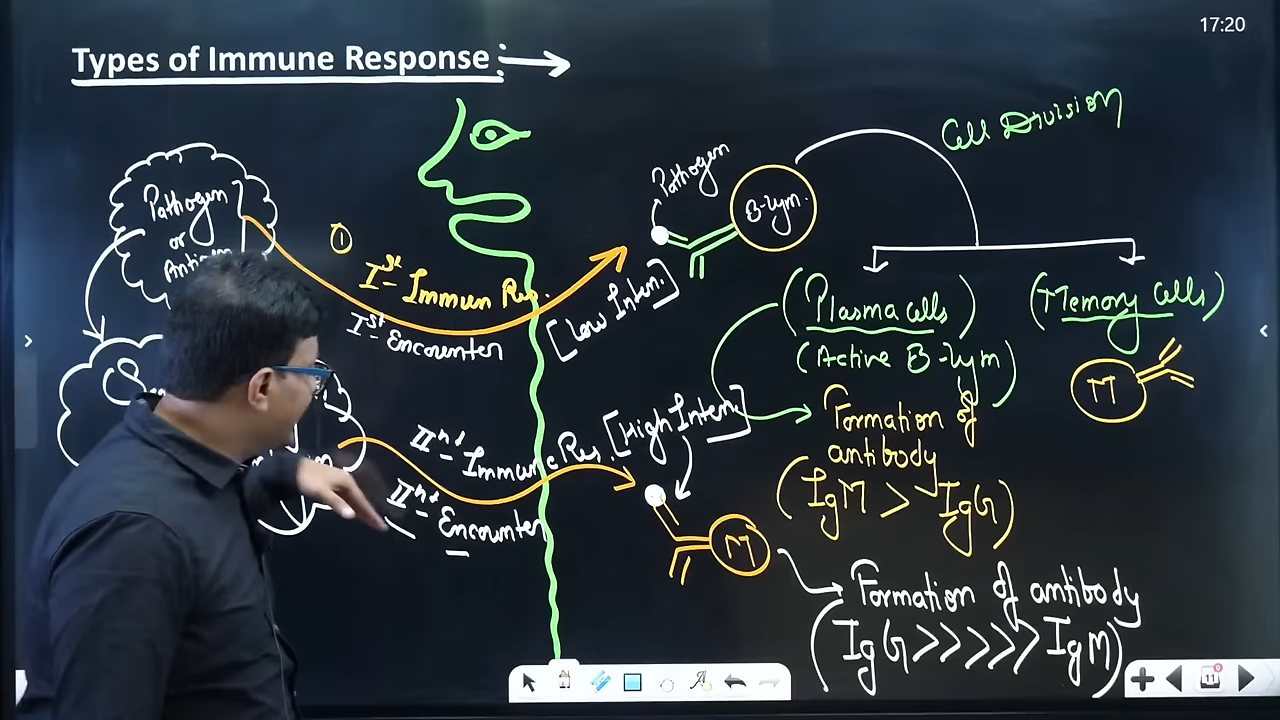 17:20
Types of Immune Response :→
Cell Division
Pathogen
or
Pathogen
B-lym.
①
Ist Immun Res.
Ist Encounter
[Low Inten.]
(Plasma cells)
(Active B-lym)
(Memory cells)
M
Formation of
antibody
(IgM > IgG)
[High Inten.]
IInd Immune Res.
IInd Encounter
M
Formation of antibody
(IgG>>>>>IgM)
11